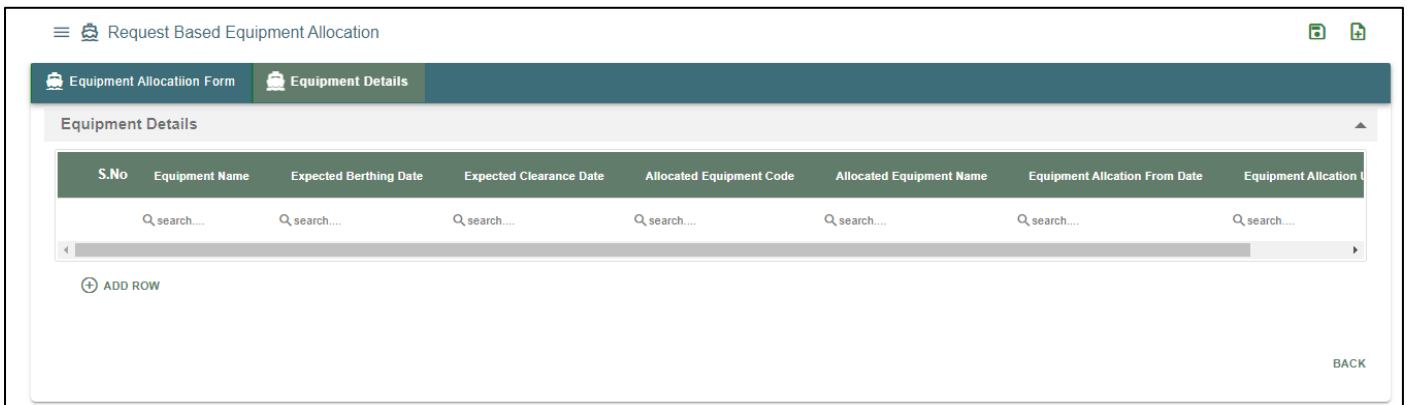 Request Based Equipment Allocation
Equipment Allocatiion Form Equipment Details
Equipment Details
S.No Equipment Name Expected Berthing Date Expected Clearance Date Allocated Equipment Code Allocated Equipment Name Equipment Allcation From Date Equipment Allcation
search.... search.... search.... search.... search.... search.... search....
ADD ROW
BACK